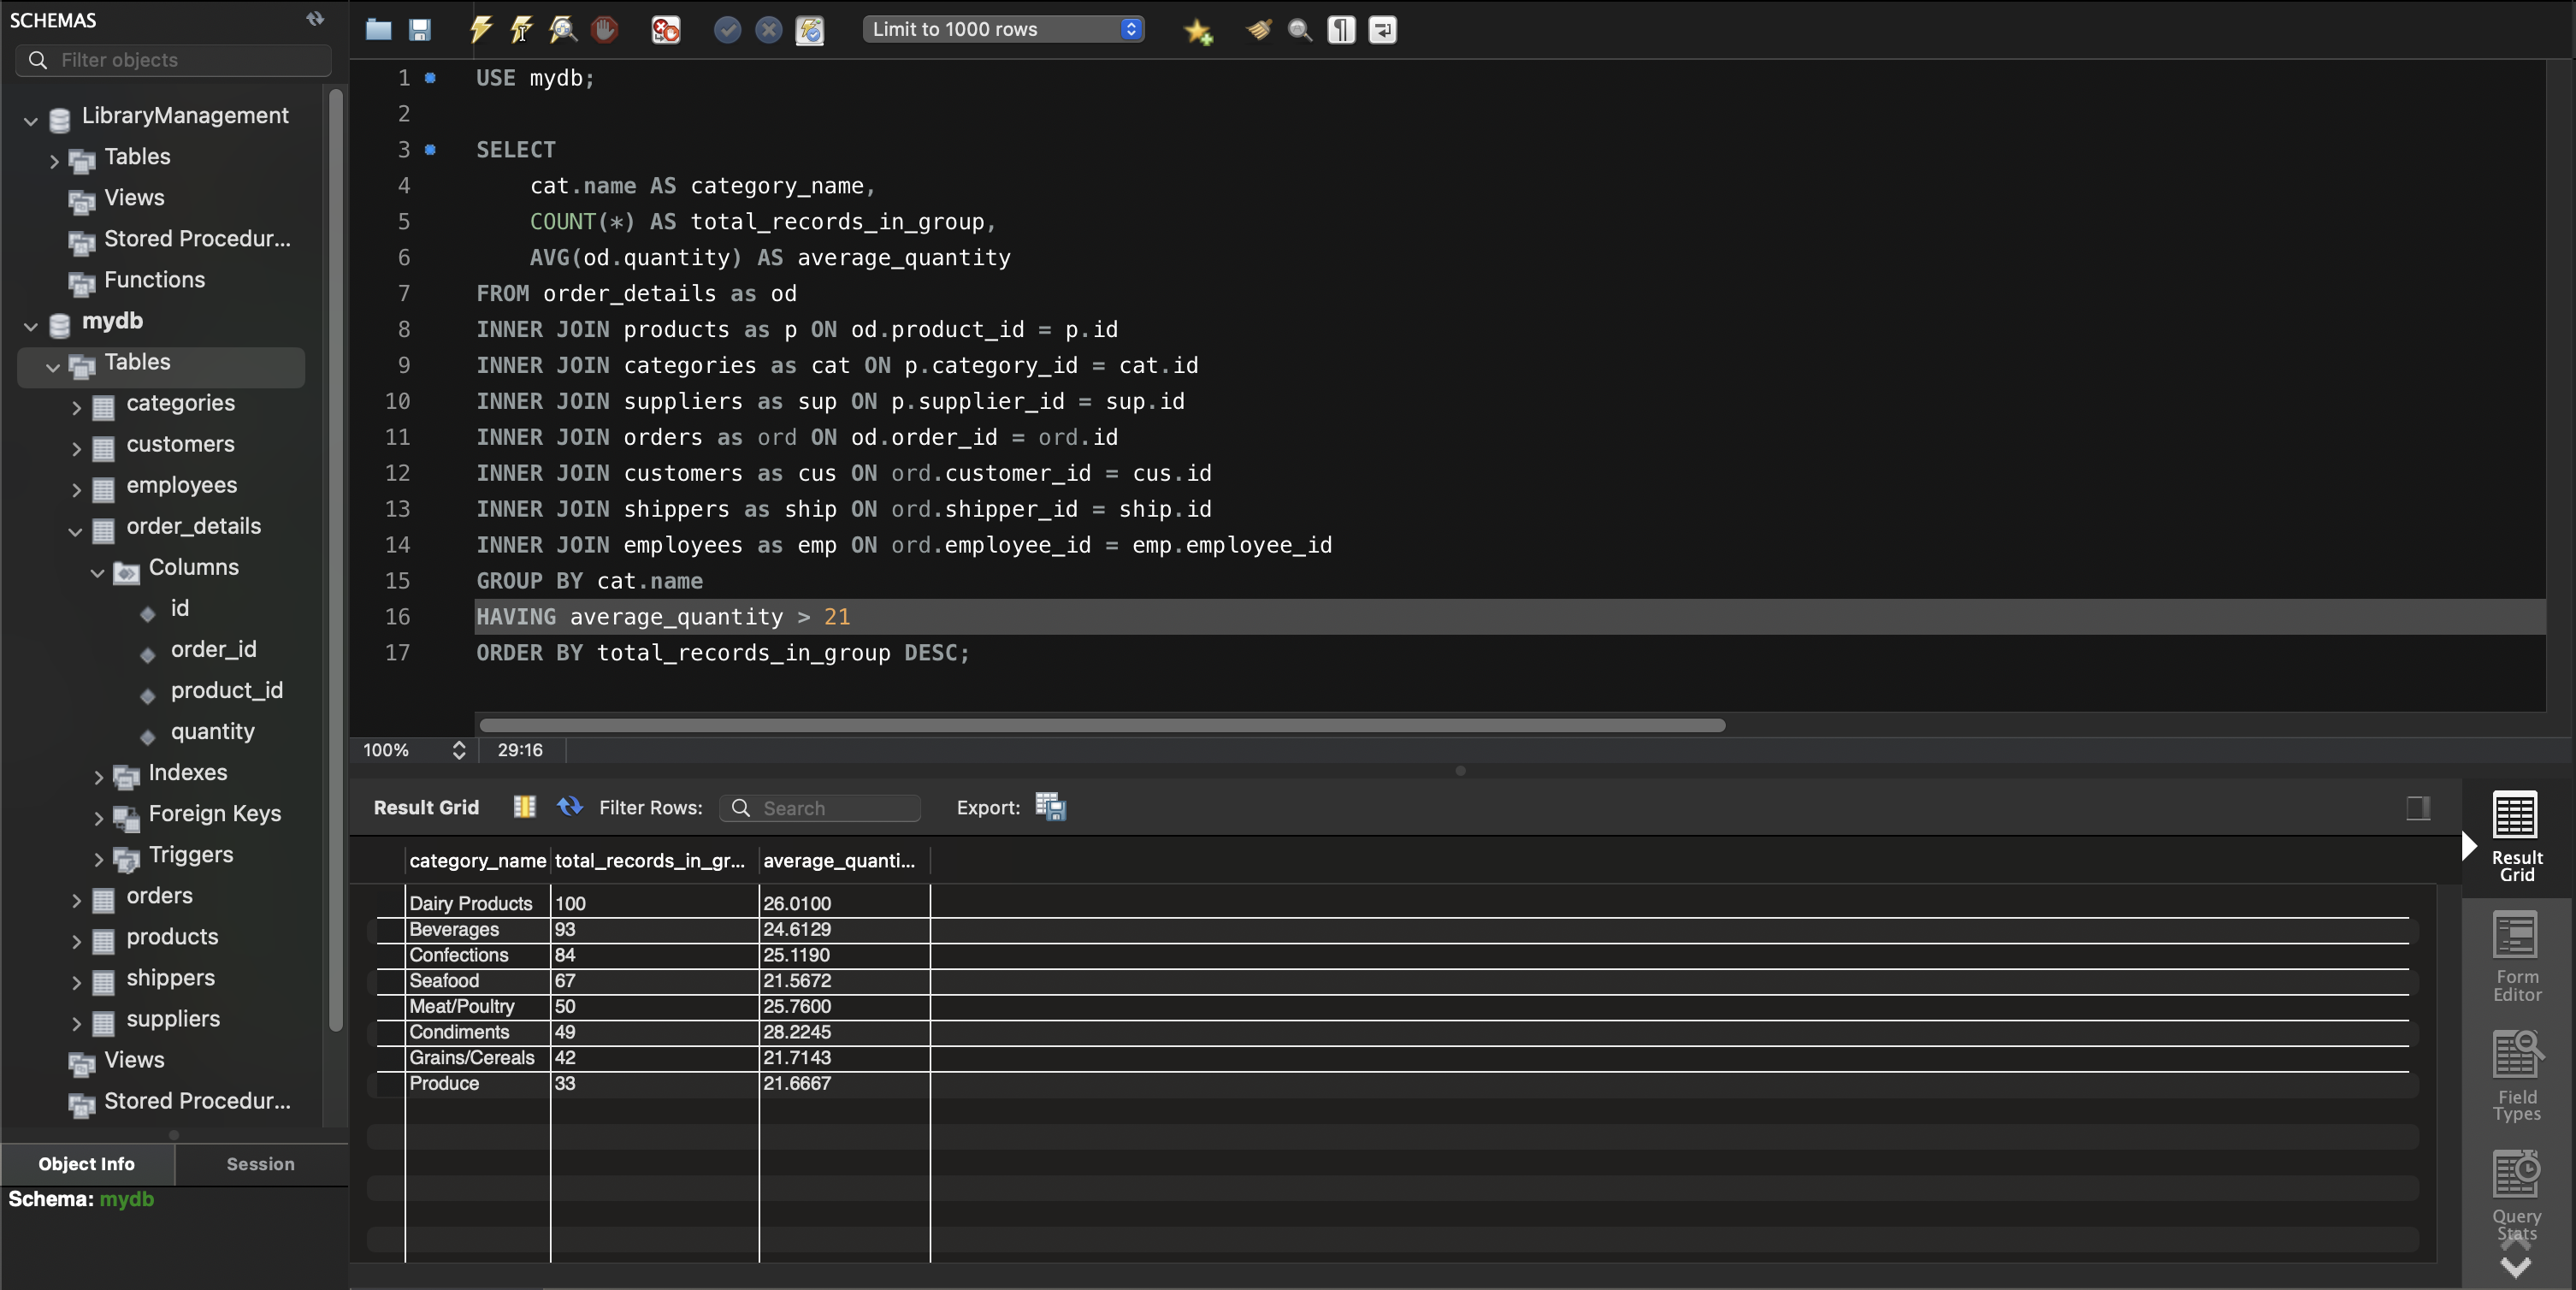 SCHEMAS
Filter objects
LibraryManagement
Tables
Views
Stored Procedur...
Functions
mydb
Tables
categories
customers
employees
order_details
Columns
id
order_id
product_id
quantity
Indexes
Foreign Keys
Triggers
orders
products
shippers
suppliers
Views
Stored Procedur...
Object Info Session
Schema: mydb
Limit to 1000 rows
1 USE mydb;
2
3 SELECT
4 cat.name AS category_name,
5 COUNT(*) AS total_records_in_group,
6 AVG(od.quantity) AS average_quantity
7 FROM order_details as od
8 INNER JOIN products as p ON od.product_id = p.id
9 INNER JOIN categories as cat ON p.category_id = cat.id
10 INNER JOIN suppliers as sup ON p.supplier_id = sup.id
11 INNER JOIN orders as ord ON od.order_id = ord.id
12 INNER JOIN customers as cus ON ord.customer_id = cus.id
13 INNER JOIN shippers as ship ON ord.shipper_id = ship.id
14 INNER JOIN employees as emp ON ord.employee_id = emp.employee_id
15 GROUP BY cat.name
16 HAVING average_quantity > 21
17 ORDER BY total_records_in_group DESC;
100% 29:16
Result Grid Filter Rows: Search Export:
category_name total_records_in_gr... average_quanti...
Dairy Products 100 26.0100
Beverages 93 24.6129
Confections 84 25.1190
Seafood 67 21.5672
Meat/Poultry 50 25.7600
Condiments 49 28.2245
Grains/Cereals 42 21.7143
Produce 33 21.6667
Result
Grid
Form
Editor
Field
Types
Query
Stats